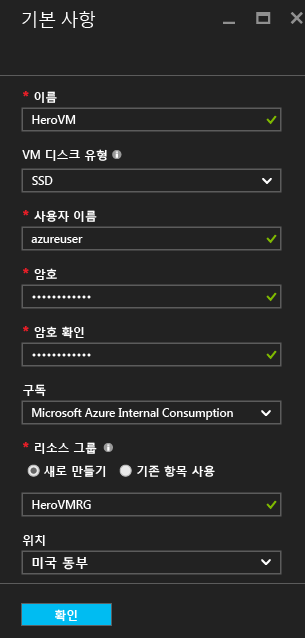 기본 사항
* 이름
HeroVM
VM 디스크 유형
SSD
* 사용자 이름
azureuser
* 암호
••••••••••••
* 암호 확인
••••••••••••
구독
Microsoft Azure Internal Consumption
* 리소스 그룹
새로 만들기 기존 항목 사용
HeroVMRG
위치
미국 동부
확인